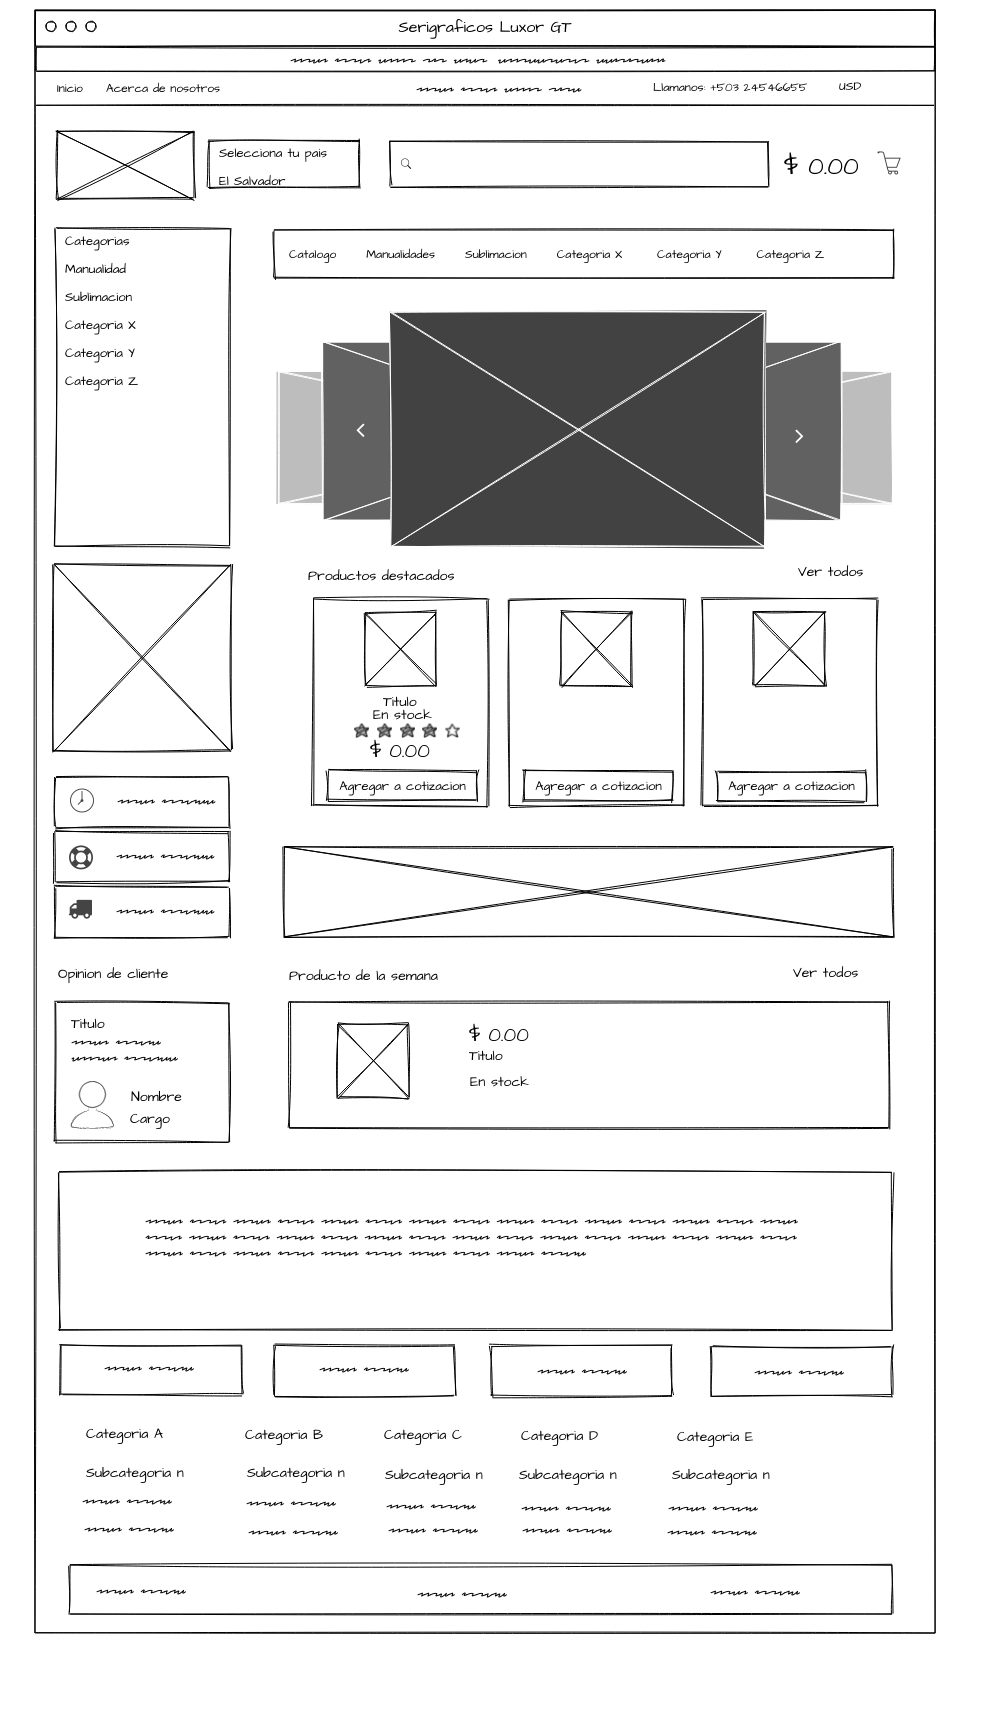 Serigraficos Luxor GT
Inicio
Acerca de nosotros
Llamanos: +503 24546655
USD
Selecciona tu pais
El Salvador
$ 0.00
Categorias
Manualidad
Sublimacion
Categoria X
Categoria Y
Categoria Z
Catalogo
Manualidades
Sublimacion
Categoria X
Categoria Y
Categoria Z
Productos destacados
Ver todos
Titulo
En stock
$ 0.00
Agregar a cotizacion
Agregar a cotizacion
Agregar a cotizacion
Opinion de cliente
Titulo
Nombre
Cargo
Producto de la semana
Ver todos
$ 0.00
Titulo
En stock
Categoria A
Categoria B
Categoria C
Categoria D
Categoria E
Subcategoria n
Subcategoria n
Subcategoria n
Subcategoria n
Subcategoria n